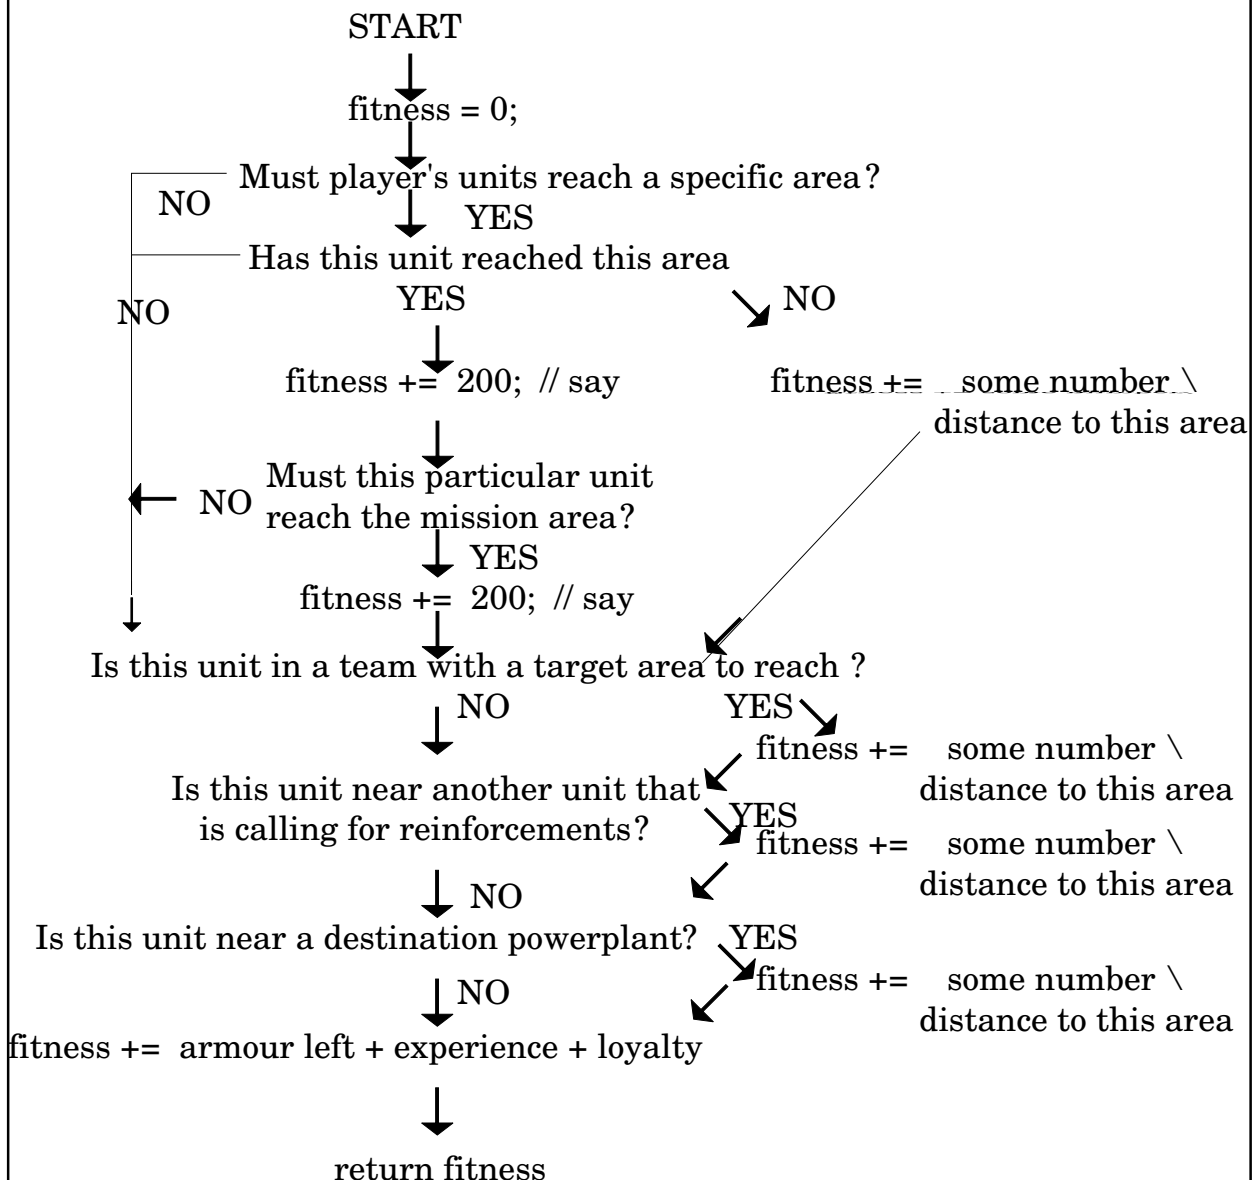 START
fitness = 0;
Must player's units reach a specific area?
NO
YES
Has this unit reached this area
NO
YES
NO
fitness += 200; // say
fitness += some number \
distance to this area
Must this particular unit
NO
reach the mission area?
YES
fitness += 200; // say
Is this unit in a team with a target area to reach ?
NO
YES
fitness += some number \
distance to this area
Is this unit near another unit that
is calling for reinforcements?
YES
fitness += some number \
distance to this area
NO
Is this unit near a destination powerplant?
YES
fitness += some number \
distance to this area
NO
fitness += armour left + experience + loyalty
return fitness